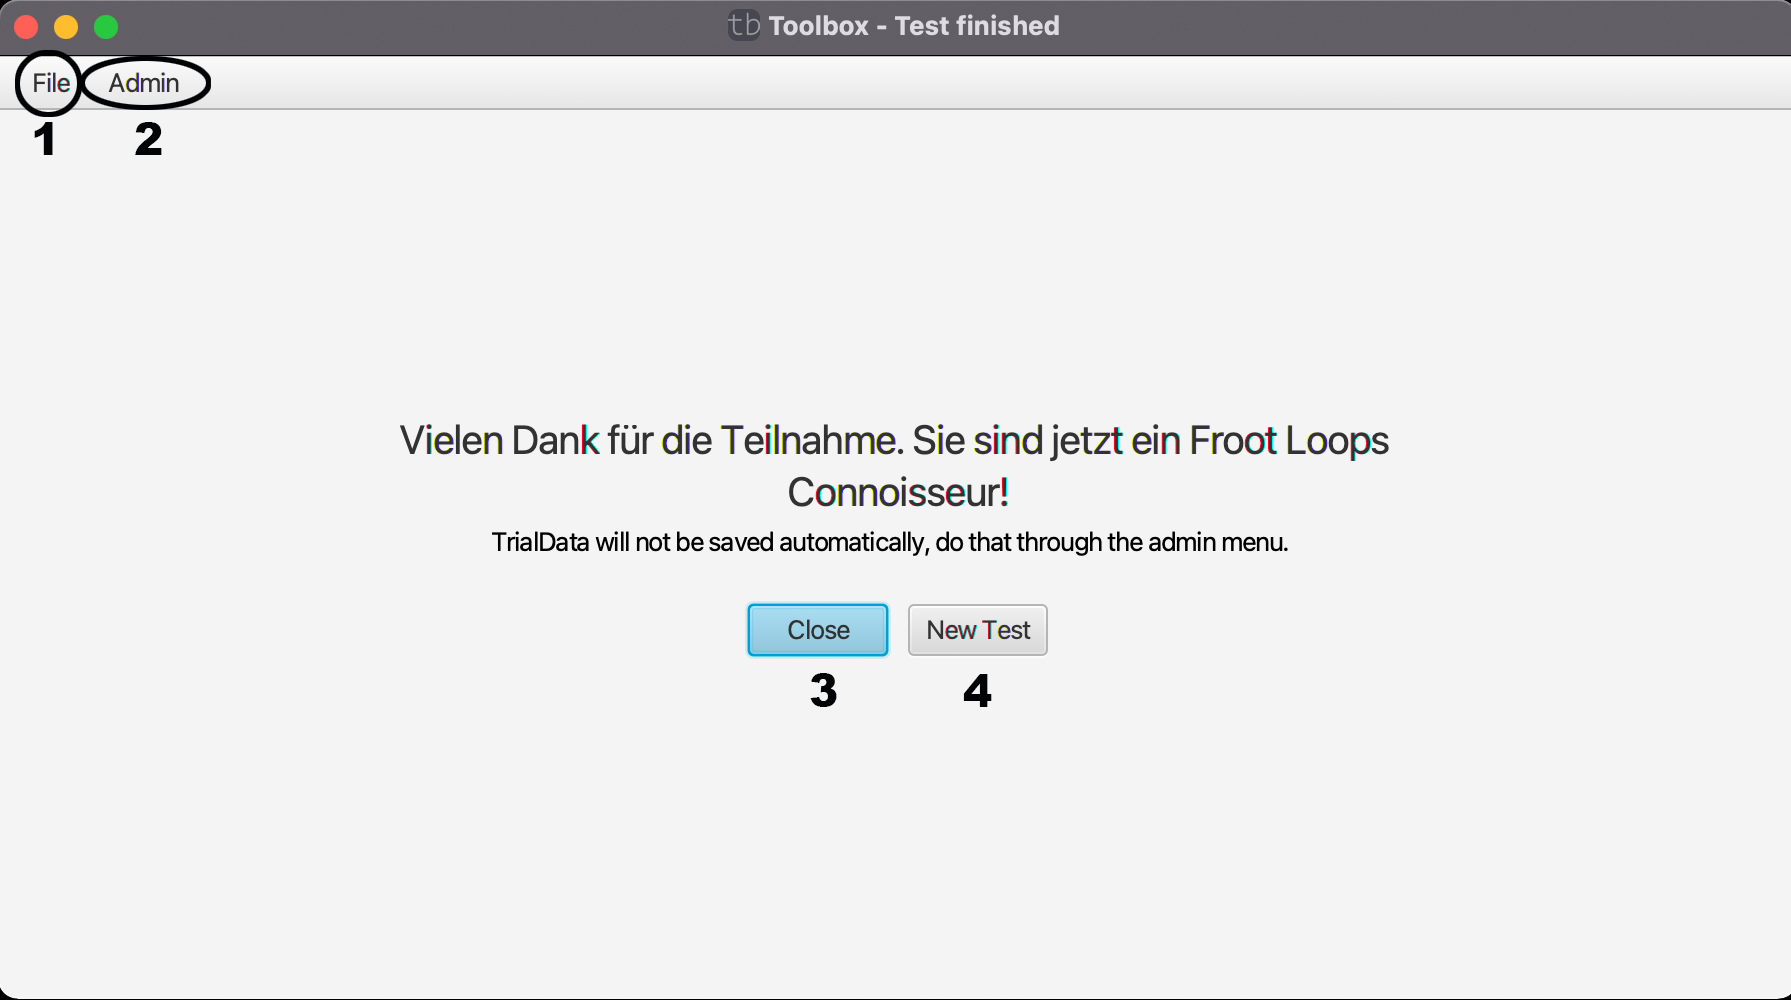 tb Toolbox - Test finished
File Admin
1 2
Vielen Dank für die Teilnahme. Sie sind jetzt ein Froot Loops
Connoisseur!
TrialData will not be saved automatically, do that through the admin menu.
Close New Test
3 4